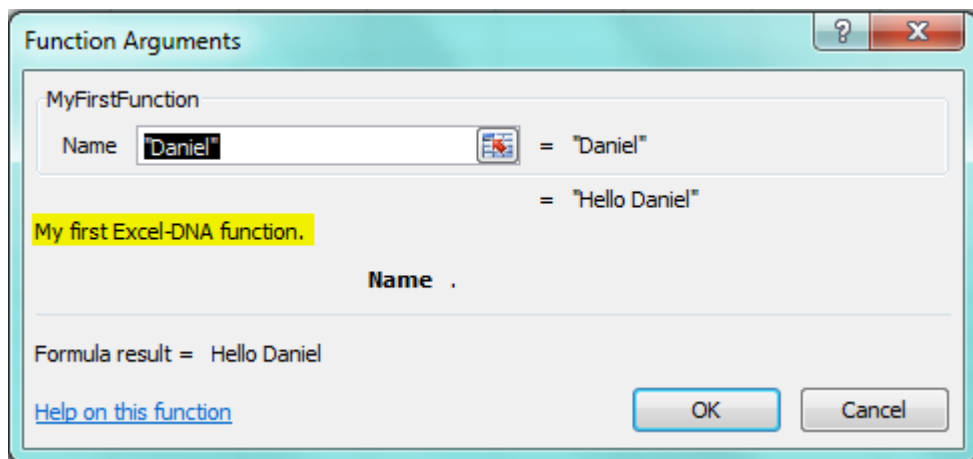 Function Arguments
?
X
MyFirstFunction
Name "Daniel" = "Daniel"
= "Hello Daniel"
My first Excel-DNA function.
Name .
Formula result = Hello Daniel
Help on this function
OK Cancel